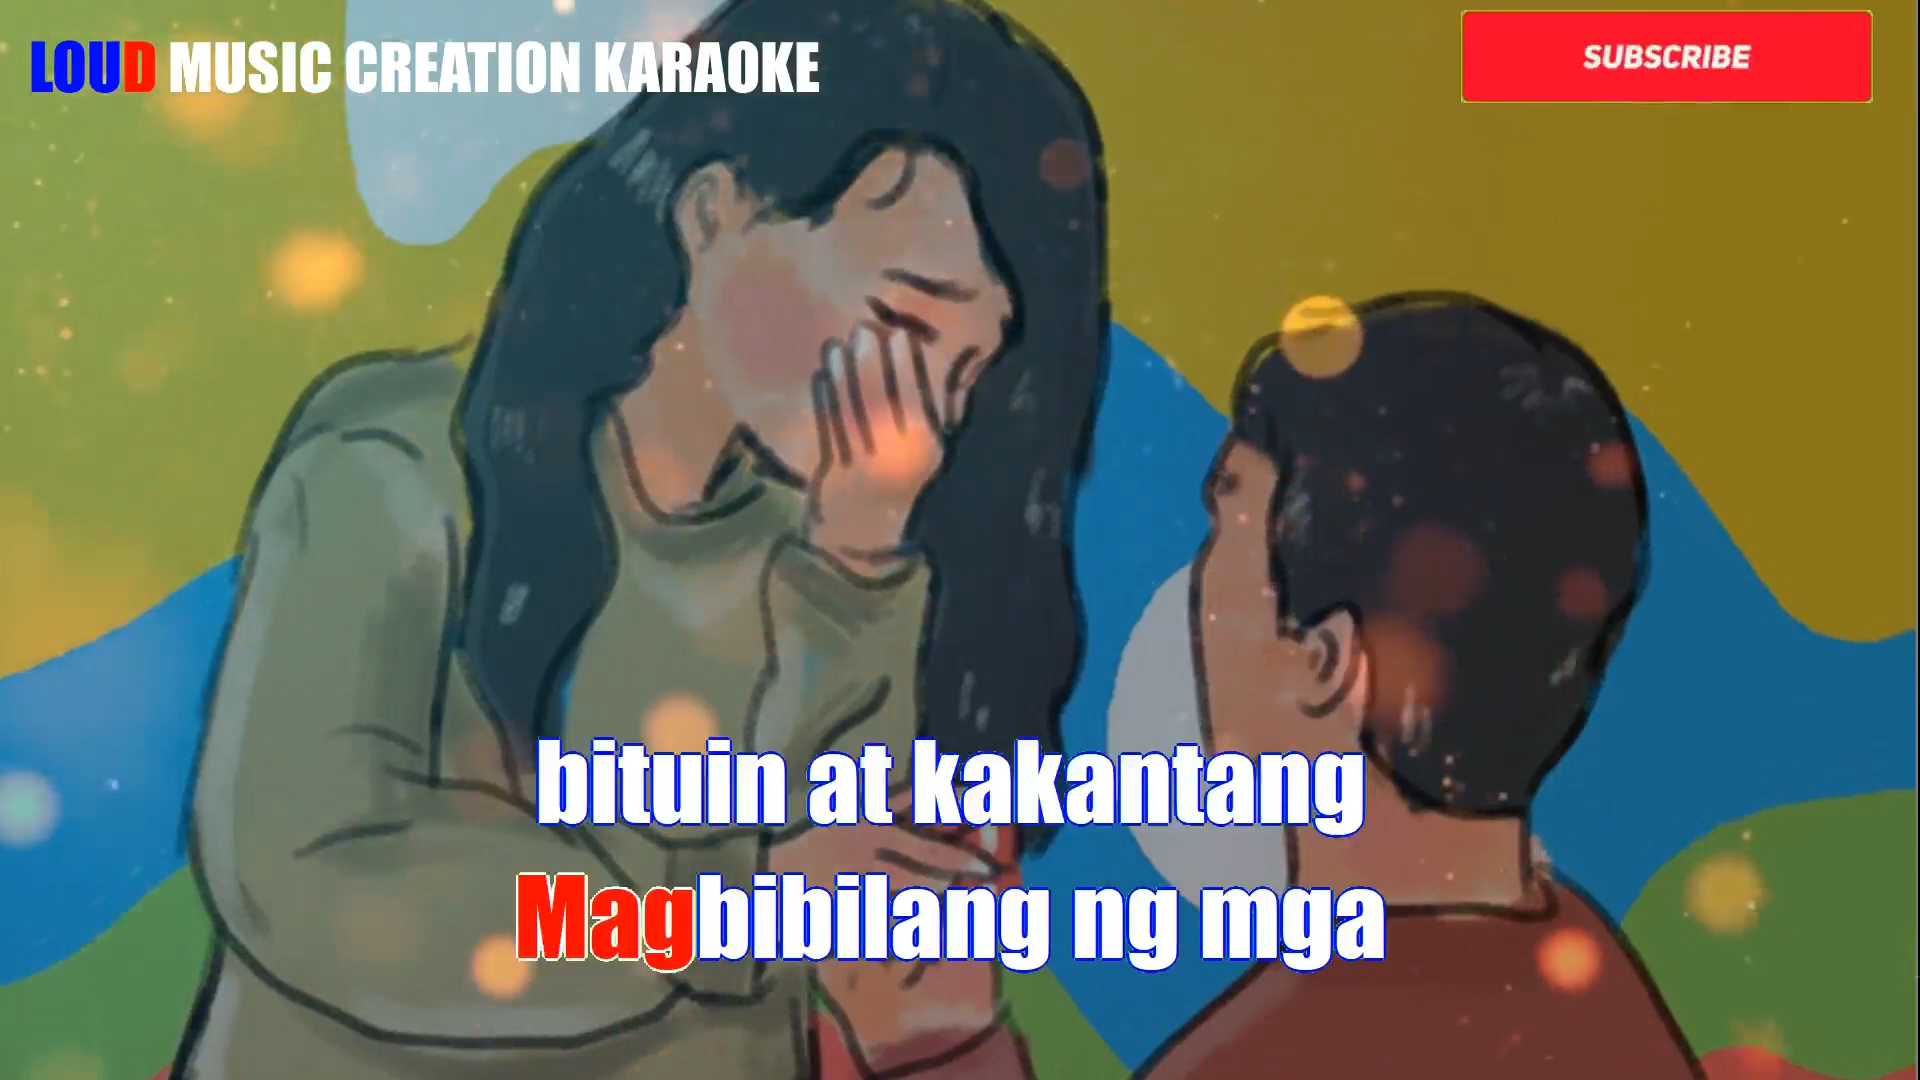 LOUD MUSIC CREATION KARAOKE
SUBSCRIBE
bituin at kakantang
Magbibilang ng mga